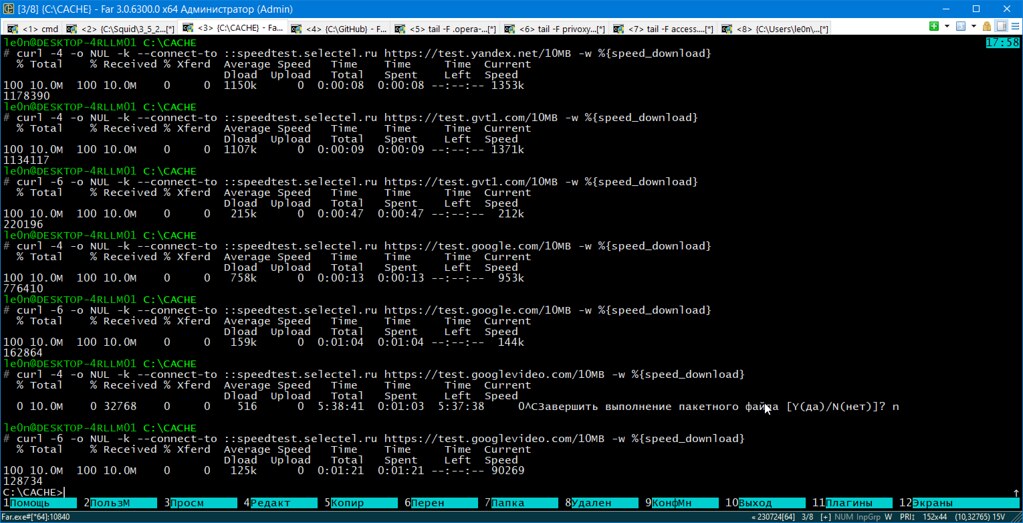 [3/8] {C:\CACHE} - Far 3.0.6300.0 x64 Администратор (Admin)
<1> cmd <2> {C:\Squid\3_5_2...[*] <3> {C:\CACHE} - Fa... <4> {C:\GitHub} - F... <5> tail -F .opera-...[*] <6> tail -F privoxy...[*] <7> tail -F access....[*] <8> {C:\Users\le0n\...[*]
le0n@DESKTOP-4RLLM01 C:\CACHE 17:58
# curl -4 -o NUL -k --connect-to ::speedtest.selectel.ru https://test.yandex.net/10MB -w %{speed_download}
% Total % Received % Xferd Average Speed Time Time Time Current
Dload Upload Total Spent Left Speed
100 10.0M 100 10.0M 0 0 1150k 0 0:00:08 0:00:08 --:--:-- 1353k
1178390
le0n@DESKTOP-4RLLM01 C:\CACHE
# curl -4 -o NUL -k --connect-to ::speedtest.selectel.ru https://test.gvt1.com/10MB -w %{speed_download}
% Total % Received % Xferd Average Speed Time Time Time Current
Dload Upload Total Spent Left Speed
100 10.0M 100 10.0M 0 0 1107k 0 0:00:09 0:00:09 --:--:-- 1371k
1134117
le0n@DESKTOP-4RLLM01 C:\CACHE
# curl -6 -o NUL -k --connect-to ::speedtest.selectel.ru https://test.gvt1.com/10MB -w %{speed_download}
% Total % Received % Xferd Average Speed Time Time Time Current
Dload Upload Total Spent Left Speed
100 10.0M 100 10.0M 0 0 215k 0 0:00:47 0:00:47 --:--:-- 212k
220196
le0n@DESKTOP-4RLLM01 C:\CACHE
# curl -4 -o NUL -k --connect-to ::speedtest.selectel.ru https://test.google.com/10MB -w %{speed_download}
% Total % Received % Xferd Average Speed Time Time Time Current
Dload Upload Total Spent Left Speed
100 10.0M 100 10.0M 0 0 758k 0 0:00:13 0:00:13 --:--:-- 953k
776410
le0n@DESKTOP-4RLLM01 C:\CACHE
# curl -6 -o NUL -k --connect-to ::speedtest.selectel.ru https://test.google.com/10MB -w %{speed_download}
% Total % Received % Xferd Average Speed Time Time Time Current
Dload Upload Total Spent Left Speed
100 10.0M 100 10.0M 0 0 159k 0 0:01:04 0:01:04 --:--:-- 144k
162864
le0n@DESKTOP-4RLLM01 C:\CACHE
# curl -4 -o NUL -k --connect-to ::speedtest.selectel.ru https://test.googlevideo.com/10MB -w %{speed_download}
% Total % Received % Xferd Average Speed Time Time Time Current
Dload Upload Total Spent Left Speed
0 10.0M 0 32768 0 0 516 0 5:38:41 0:01:03 5:37:38 0^CЗавершить выполнение пакетного файла [Y(да)/N(нет)]? n
le0n@DESKTOP-4RLLM01 C:\CACHE
# curl -6 -o NUL -k --connect-to ::speedtest.selectel.ru https://test.googlevideo.com/10MB -w %{speed_download}
% Total % Received % Xferd Average Speed Time Time Time Current
Dload Upload Total Spent Left Speed
100 10.0M 100 10.0M 0 0 125k 0 0:01:21 0:01:21 --:--:-- 90269
128734
C:\CACHE>
1Помощь 2ПользМ 3Просм 4Редакт 5Копир 6Перен 7Папка 8Удален 9КонфМн 10Выход 11Плагины 12Экраны
Far.exe#[*64]:10840 « 230724[64] 3/8 [+] NUM InpGrp W PRI↕ 152x44 (10,32765) 15V